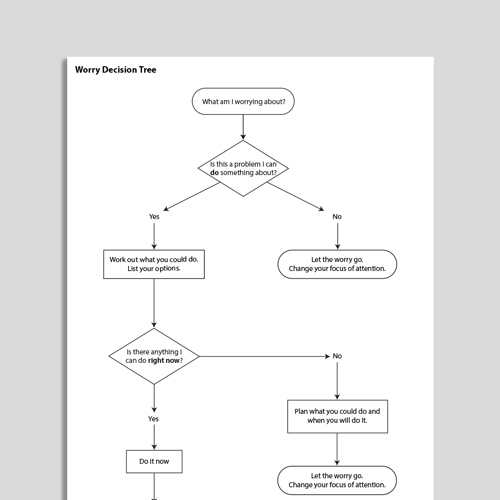 Worry Decision Tree
What am I worrying about?
Is this a problem I can
do something about?
Yes
No
Work out what you could do.
List your options.
Let the worry go.
Change your focus of attention.
Is there anything I
can do right now?
No
Yes
Plan what you could do and
when you will do it.
Do it now
Let the worry go.
Change your focus of attention.